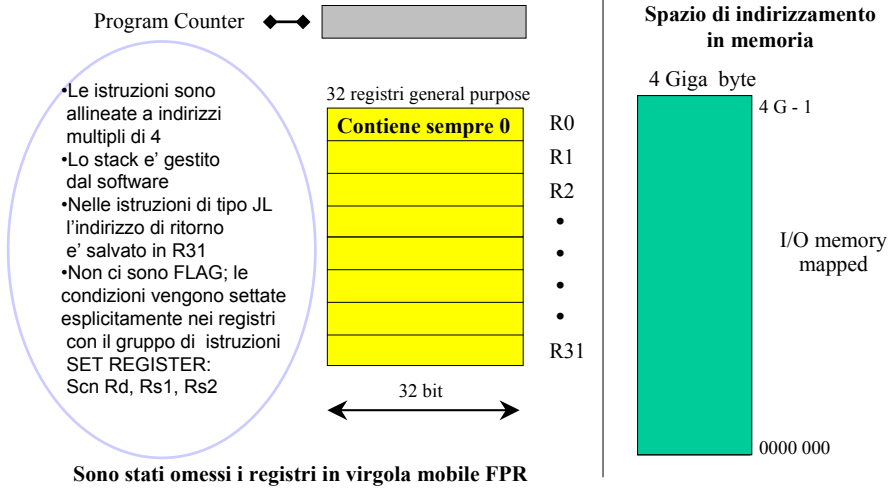 Program Counter
•Le istruzioni sono
allineate a indirizzi
multipli di 4
•Lo stack e' gestito
dal software
•Nelle istruzioni di tipo JL
l'indirizzo di ritorno
e' salvato in R31
•Non ci sono FLAG; le
condizioni vengono settate
esplicitamente nei registri
con il gruppo di istruzioni
SET REGISTER:
Scn Rd, Rs1, Rs2
32 registri general purpose
Contiene sempre 0
R0
R1
R2
•
•
•
•
R31
32 bit
Sono stati omessi i registri in virgola mobile FPR
Spazio di indirizzamento
in memoria
4 Giga byte
4 G - 1
I/O memory
mapped
0000 000